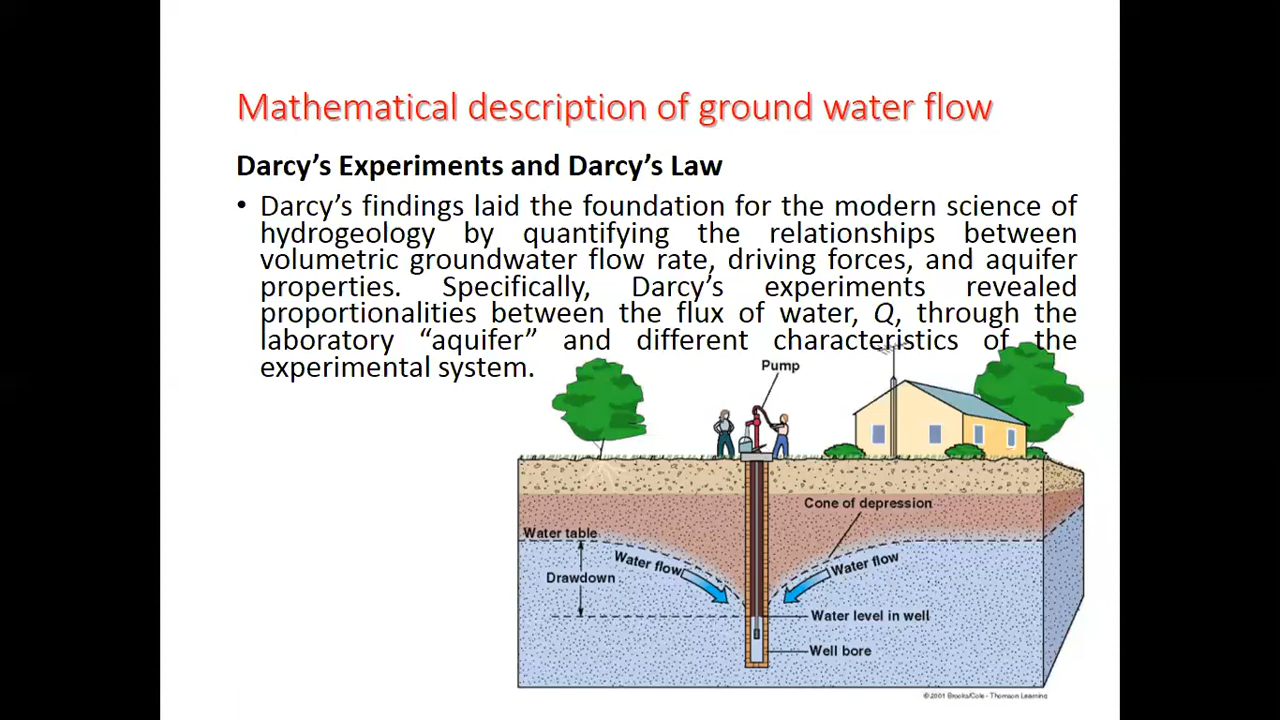 Mathematical description of ground water flow
Darcy’s Experiments and Darcy’s Law
• Darcy’s findings laid the foundation for the modern science of
hydrogeology by quantifying the relationships between
volumetric groundwater flow rate, driving forces, and aquifer
properties. Specifically, Darcy’s experiments revealed
proportionalities between the flux of water, Q, through the
laboratory “aquifer” and different characteristics of the
experimental system.
Pump
Cone of depression
Water table
Water flow
Water flow
Drawdown
Water level in well
Well bore
©2001 Brooks/Cole - Thomson Learning